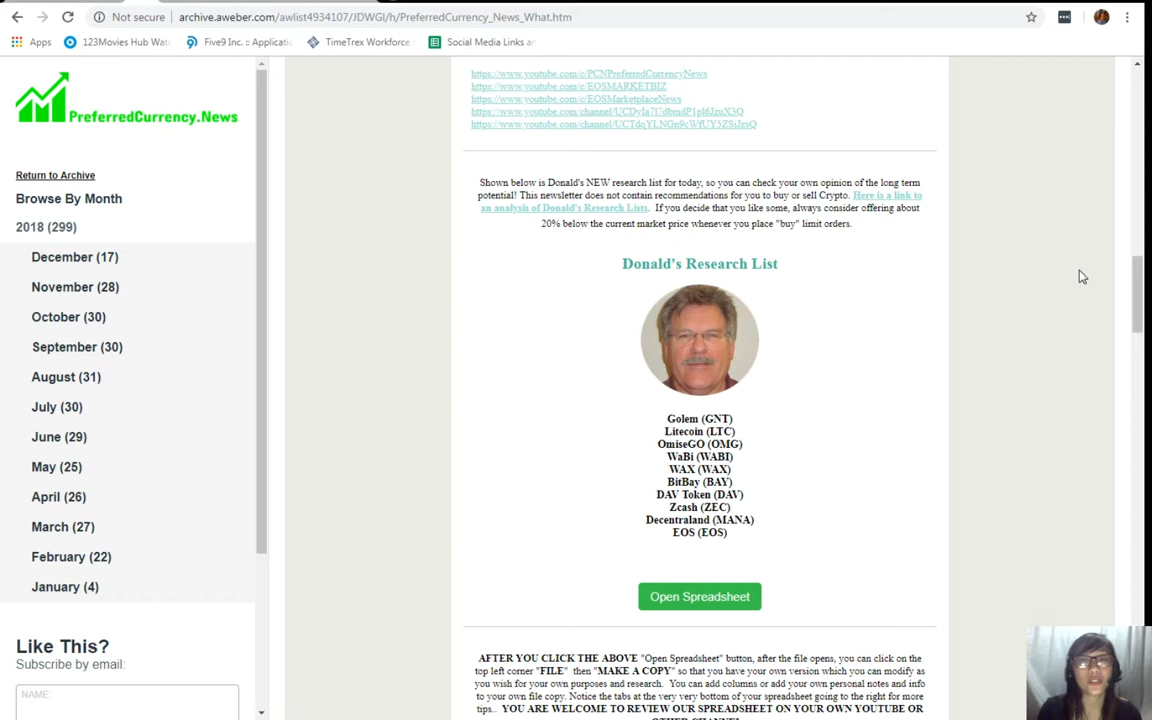 Not secure
archive.aweber.com/awlist4934107/JDWGI/h/PreferredCurrency_News_What.htm
Apps
123Movies Hub Wat
Five9 Inc. :: Applicati
TimeTrex Workforce
Social Media Links an
PreferredCurrency.News
Return to Archive
Browse By Month
2018 (299)
December (17)
November (28)
October (30)
September (30)
August (31)
July (30)
June (29)
May (25)
April (26)
March (27)
February (22)
January (4)
Like This?
Subscribe by email:
NAME:
https://www.youtube.com/c/PCNPreferredCurrencyNews
https://www.youtube.com/c/EOSMARKETBIZ
https://www.youtube.com/c/EOSMarketplaceNews
Shown below is Donald's NEW research list for today, so you can check your own opinion of the long term
potential! This newsletter does not contain recommendations for you to buy or sell Crypto. Here is a link to
an analysis of Donald's Research Lists. If you decide that you like some, always consider offering about
20% below the current market price whenever you place "buy" limit orders.
Donald's Research List
Golem (GNT)
Litecoin (LTC)
OmiseGO (OMG)
WaBi (WABI)
WAX (WAX)
BitBay (BAY)
DAV Token (DAV)
Zcash (ZEC)
Decentraland (MANA)
EOS (EOS)
Open Spreadsheet
AFTER YOU CLICK THE ABOVE "Open Spreadsheet" button, after the file opens, you can click on the
top left corner "FILE" then "MAKE A COPY" so that you have your own version which you can modify as
you wish for your own purposes and research. You can add columns or add your own personal notes and info
to your own file copy. Notice the tabs at the very very bottom of your spreadsheet going to the right for more
tips.. YOU ARE WELCOME TO REVIEW OUR SPREADSHEET ON YOUR OWN YOUTUBE OR
OTHER CHANNEL